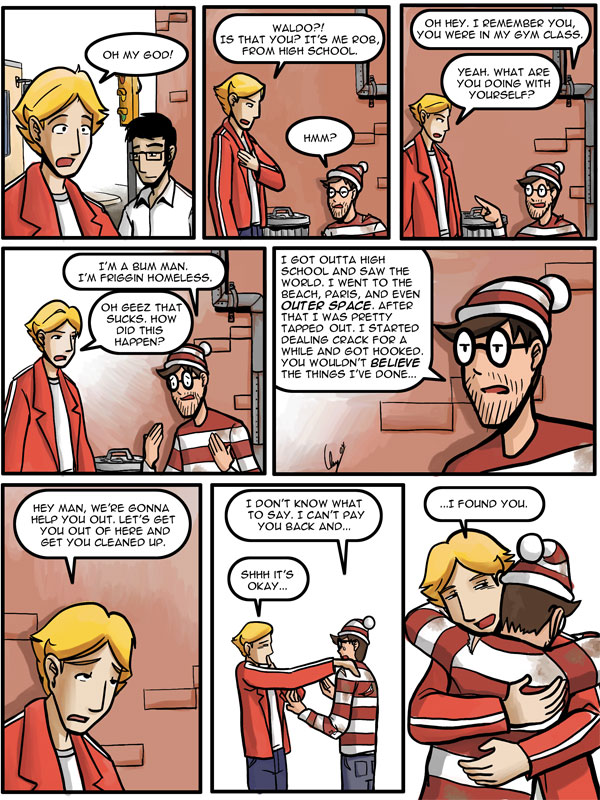 OH MY GOD!
WALDO?!
IS THAT YOU? IT'S ME ROB,
FROM HIGH SCHOOL.
HMM?
OH HEY. I REMEMBER YOU,
YOU WERE IN MY GYM CLASS.
YEAH. WHAT ARE
YOU DOING WITH
YOURSELF?
I'M A BUM MAN.
I'M FRIGGIN HOMELESS.
OH GEEZ THAT
SUCKS. HOW
DID THIS
HAPPEN?
I GOT OUTTA HIGH
SCHOOL AND SAW THE
WORLD. I WENT TO THE
BEACH, PARIS, AND EVEN
OUTER SPACE. AFTER
THAT I WAS PRETTY
TAPPED OUT. I STARTED
DEALING CRACK FOR A
WHILE AND GOT HOOKED.
YOU WOULDN'T BELIEVE
THE THINGS I'VE DONE...
HEY MAN, WE'RE GONNA
HELP YOU OUT. LET'S GET
YOU OUT OF HERE AND
GET YOU CLEANED UP.
I DON'T KNOW WHAT
TO SAY. I CAN'T PAY
YOU BACK AND...
SHHH IT'S
OKAY...
...I FOUND YOU.